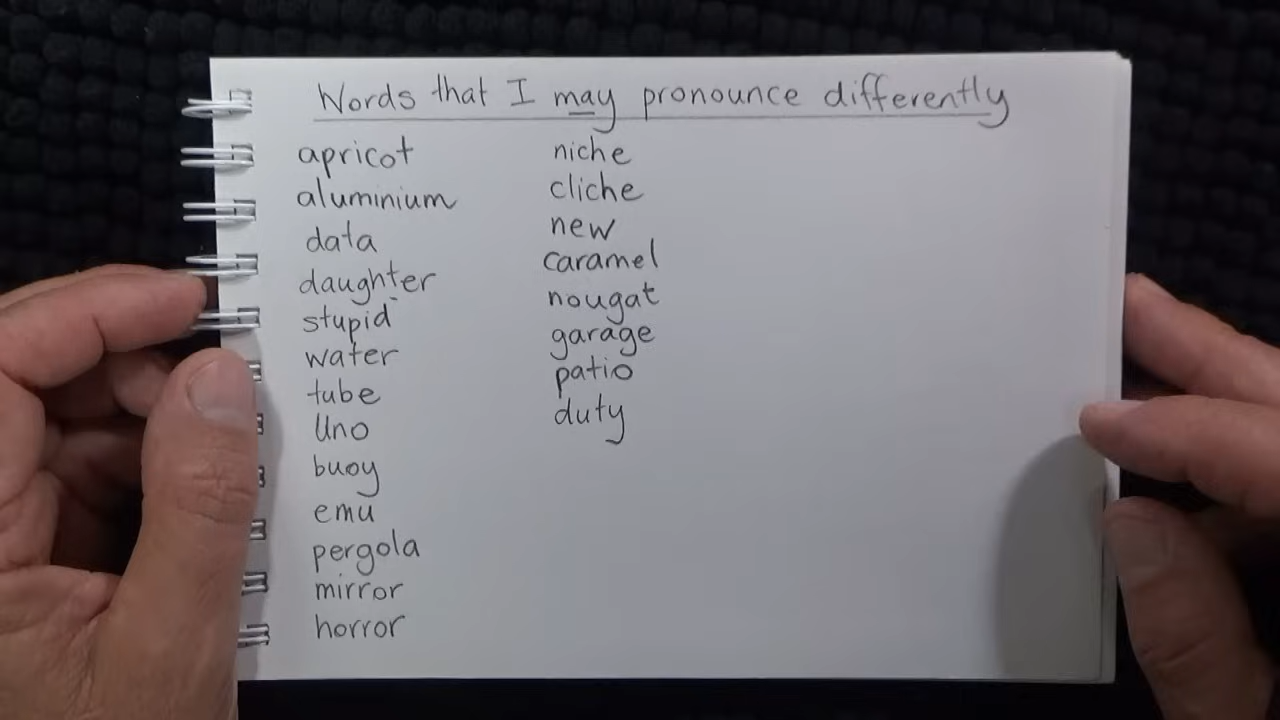 Words that I may pronounce differently
apricot
aluminium
data
daughter
stupid
water
tube
Uno
buoy
emu
pergola
mirror
horror
niche
cliche
new
caramel
nougat
garage
patio
duty